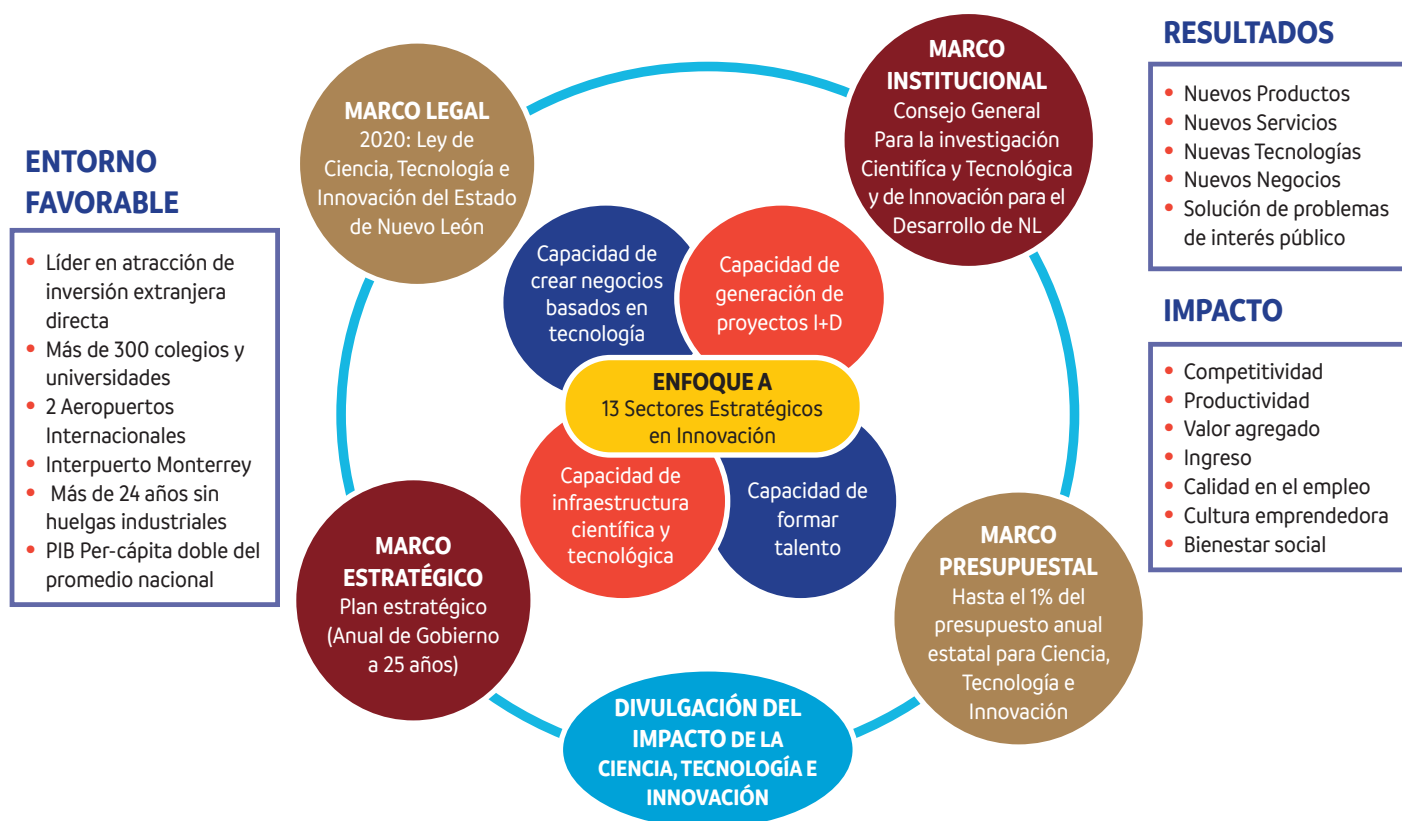 ENTORNO
FAVORABLE
• Líder en atracción de
inversión extranjera
directa
• Más de 300 colegios y
universidades
• 2 Aeropuertos
Internacionales
• Interpuerto Monterrey
• Más de 24 años sin
huelgas industriales
• PIB Per-cápita doble del
promedio nacional
MARCO LEGAL
2020: Ley de
Ciencia, Tecnología e
Innovación del Estado
de Nuevo León
MARCO
INSTITUCIONAL
Consejo General
Para la investigación
Científica y Tecnológica
y de Innovación para el
Desarrollo de NL
Capacidad de
crear negocios
basados en
tecnología
Capacidad de
generación de
proyectos I+D
ENFOQUE A
13 Sectores Estratégicos
en Innovación
Capacidad de
infraestructura
científica y
tecnológica
Capacidad de
formar
talento
MARCO
ESTRATÉGICO
Plan estratégico
(Anual de Gobierno
a 25 años)
MARCO
PRESUPUESTAL
Hasta el 1% del
presupuesto anual
estatal para Ciencia,
Tecnología e
Innovación
DIVULGACIÓN DEL
IMPACTO DE LA
CIENCIA, TECNOLOGÍA E
INNOVACIÓN
RESULTADOS
• Nuevos Productos
• Nuevos Servicios
• Nuevas Tecnologías
• Nuevos Negocios
• Solución de problemas
de interés público
IMPACTO
• Competitividad
• Productividad
• Valor agregado
• Ingreso
• Calidad en el empleo
• Cultura emprendedora
• Bienestar social